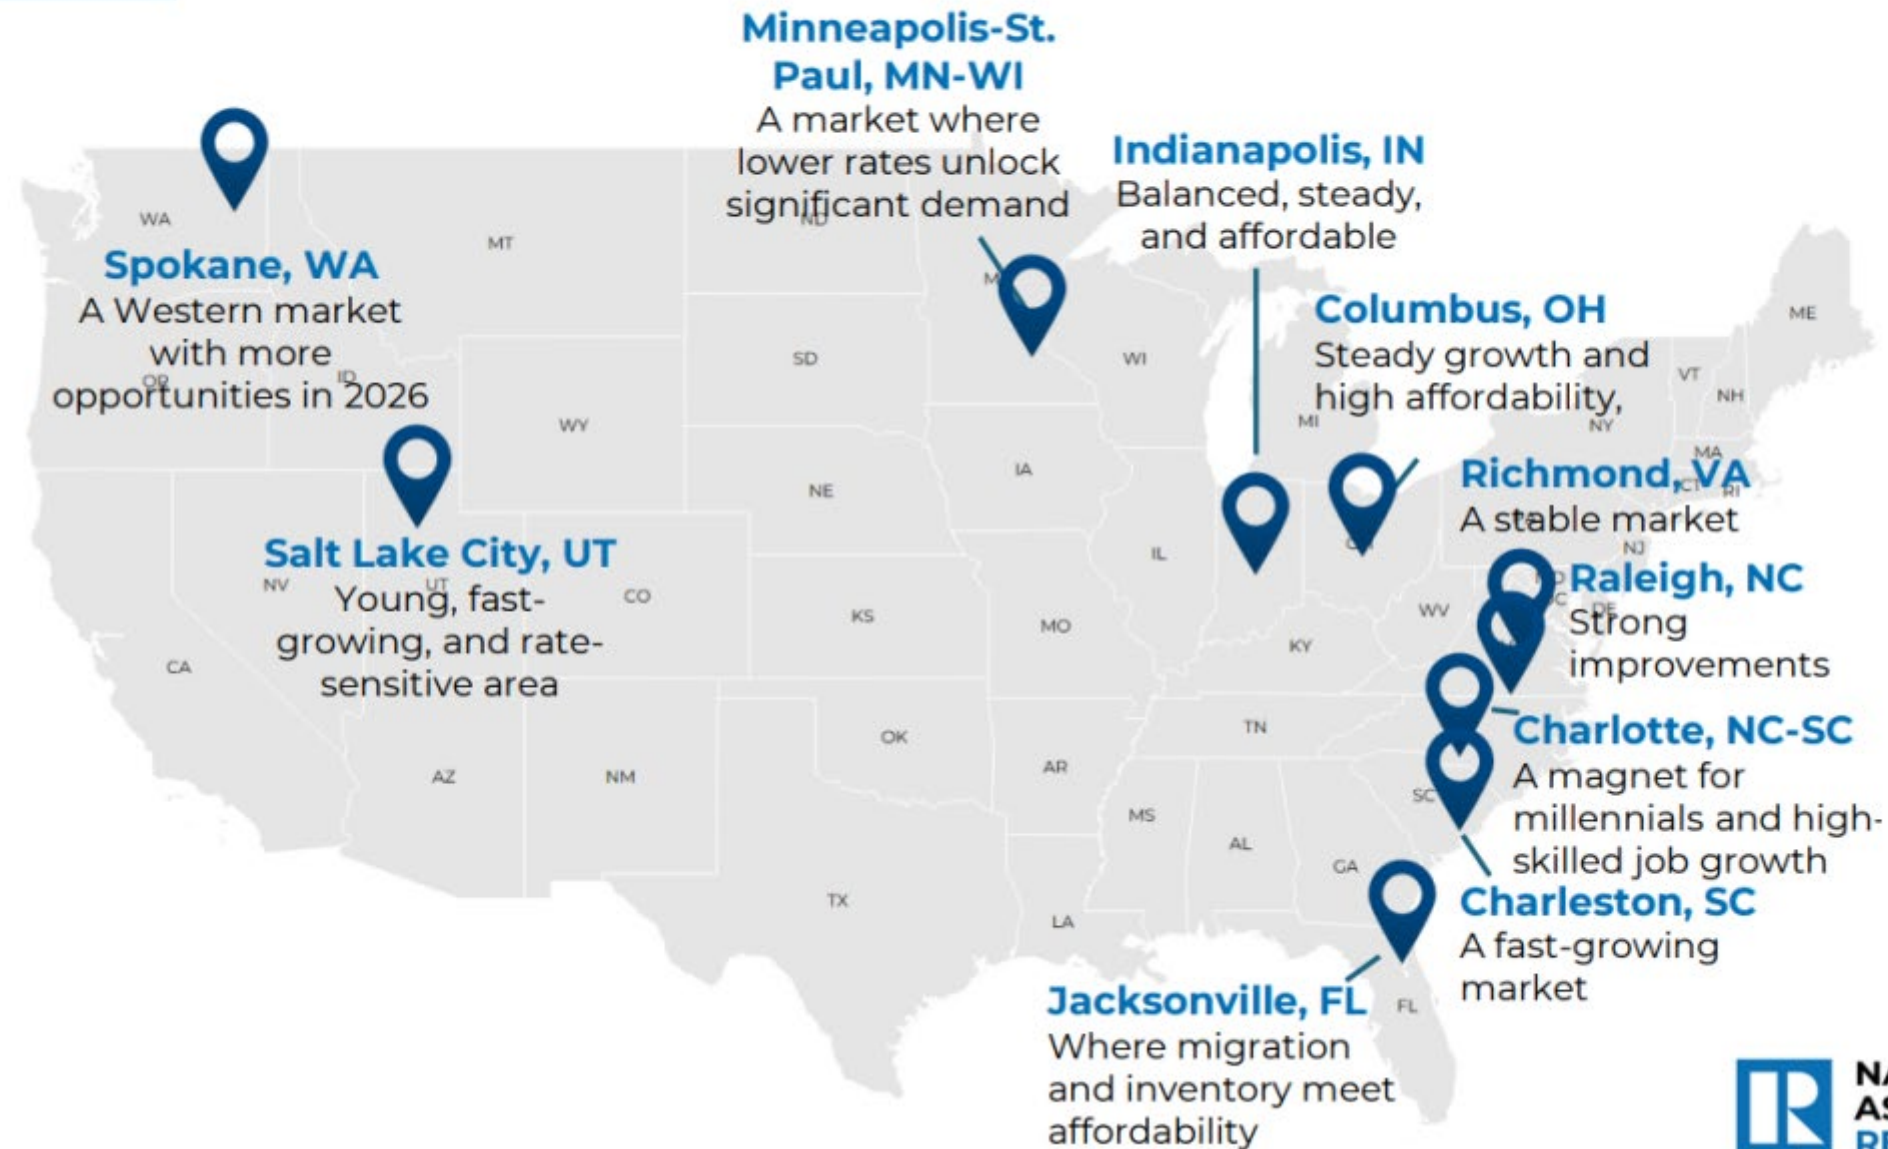 Minneapolis-St.
Paul, MN-WI
A market where
lower rates unlock
significant demand
Indianapolis, IN
Balanced, steady,
and affordable
Spokane, WA
A Western market
with more
opportunities in 2026
Columbus, OH
Steady growth and
high affordability,
Salt Lake City, UT
Young, fast-
growing, and rate-
sensitive area
Richmond, VA
A stable market
Raleigh, NC
Strong
improvements
Charlotte, NC-SC
A magnet for
millennials and high-
skilled job growth
Charleston, SC
A fast-growing
market
Jacksonville, FL
Where migration
and inventory meet
affordability
WA
MT
ND
OR
ID
SD
WI
MI
WY
ME
VT
NH
NY
MA
CT
RI
NJ
DE
IA
NE
IL
NV
UT
CO
KS
MO
WV
KY
CA
AZ
NM
OK
AR
TN
MS
AL
GA
SC
TX
LA
FL